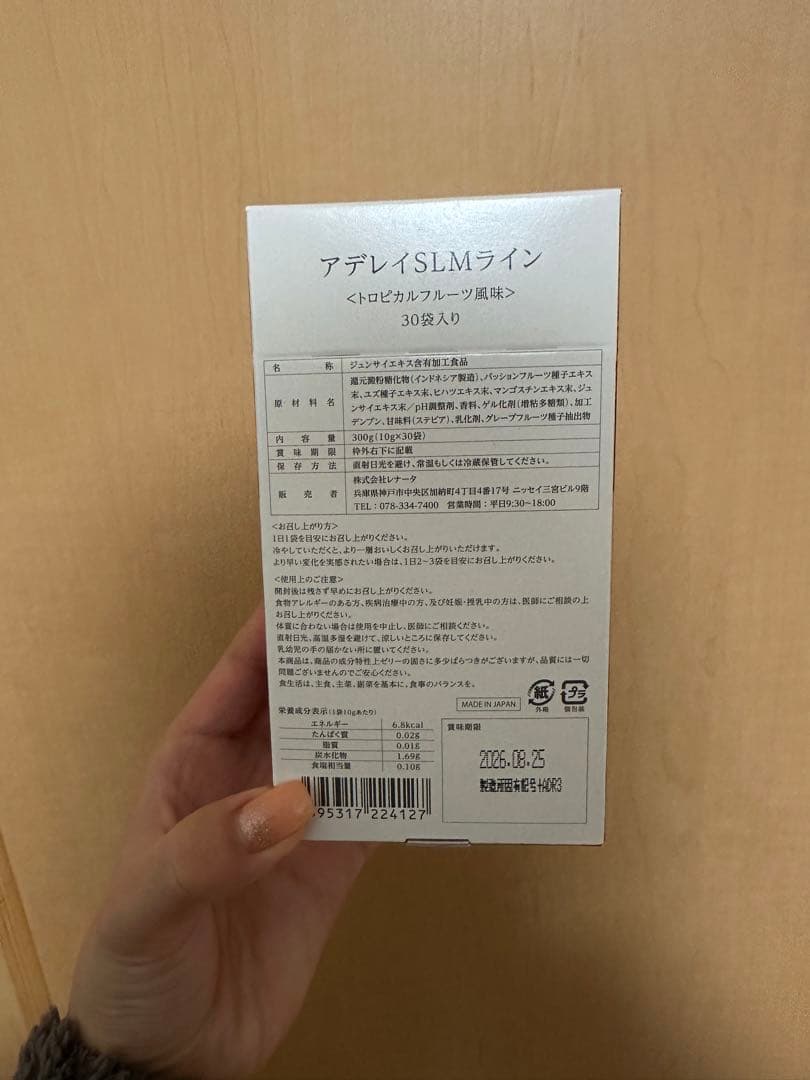 アデレイSLMライン
<トロピカルフルーツ風味>
30袋入り
名称 ジュンサイエキス含有加工食品
原材料名 還元澱粉糖化物(インドネシア製造)、パッションフルーツ種子エキス
末、ユズ種子エキス末、ヒハツエキス末、マンゴスチンエキス末、ジュ
ンサイエキス末/pH調整剤、香料、ゲル化剤(増粘多糖類)、加工
デンプン、甘味料(ステビア)、乳化剤、グレープフルーツ種子抽出物
内容量 300g(10g×30袋)
賞味期限 枠外右下に記載
保存方法 直射日光を避け、常温もしくは冷蔵保管してください。
販売者 株式会社レナータ
兵庫県神戸市中央区加納町4丁目4番17号 ニッセイ三宮ビル9階
TEL:078-334-7400 営業時間:平日9:30~18:00
<お召し上がり方>
1日1袋を目安にお召し上がりください。
冷やしていただくと、より一層おいしくお召し上がりいただけます。
より早い変化を実感されたい場合は、1日2~3袋を目安にお召し上がりください。
<使用上のご注意>
開封後は残さず早めにお召し上がりください。
食物アレルギーのある方、疾病治療中の方、及び妊娠・授乳中の方は、医師にご相談の上
お召し上がりください。
体質に合わない場合は使用を中止し、医師にご相談ください。
直射日光、高温多湿を避けて、涼しいところに保存してください。
乳幼児の手の届かない所に置いてください。
本商品は、商品の成分特性上ゼリーの固さに多少ばらつきがございますが、品質には一切
問題ございませんのでご安心ください。
食生活は、主食、主菜、副菜を基本に、食事のバランスを。
MADE IN JAPAN
紙
外箱
プラ
個包装
栄養成分表示(1袋10gあたり)
エネルギー 6.8kcal
たんぱく質 0.02g
脂質 0.01g
炭水化物 1.69g
食塩相当量 0.10g
賞味期限
2026.08.25
製造所固有記号+ADR3
95317 224127